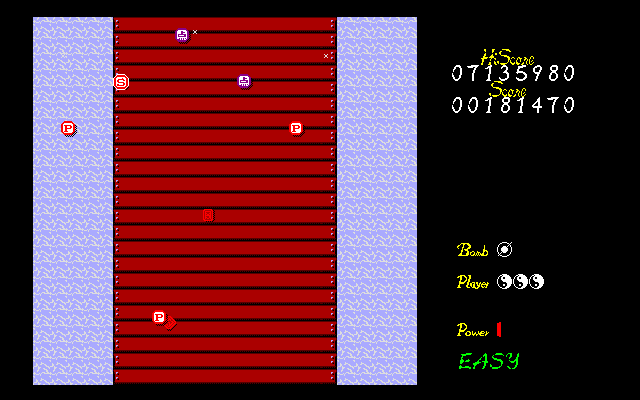 HiScore
07135980
Score
00181470
S
P
P
Bomb
Player
P
Power
EASY